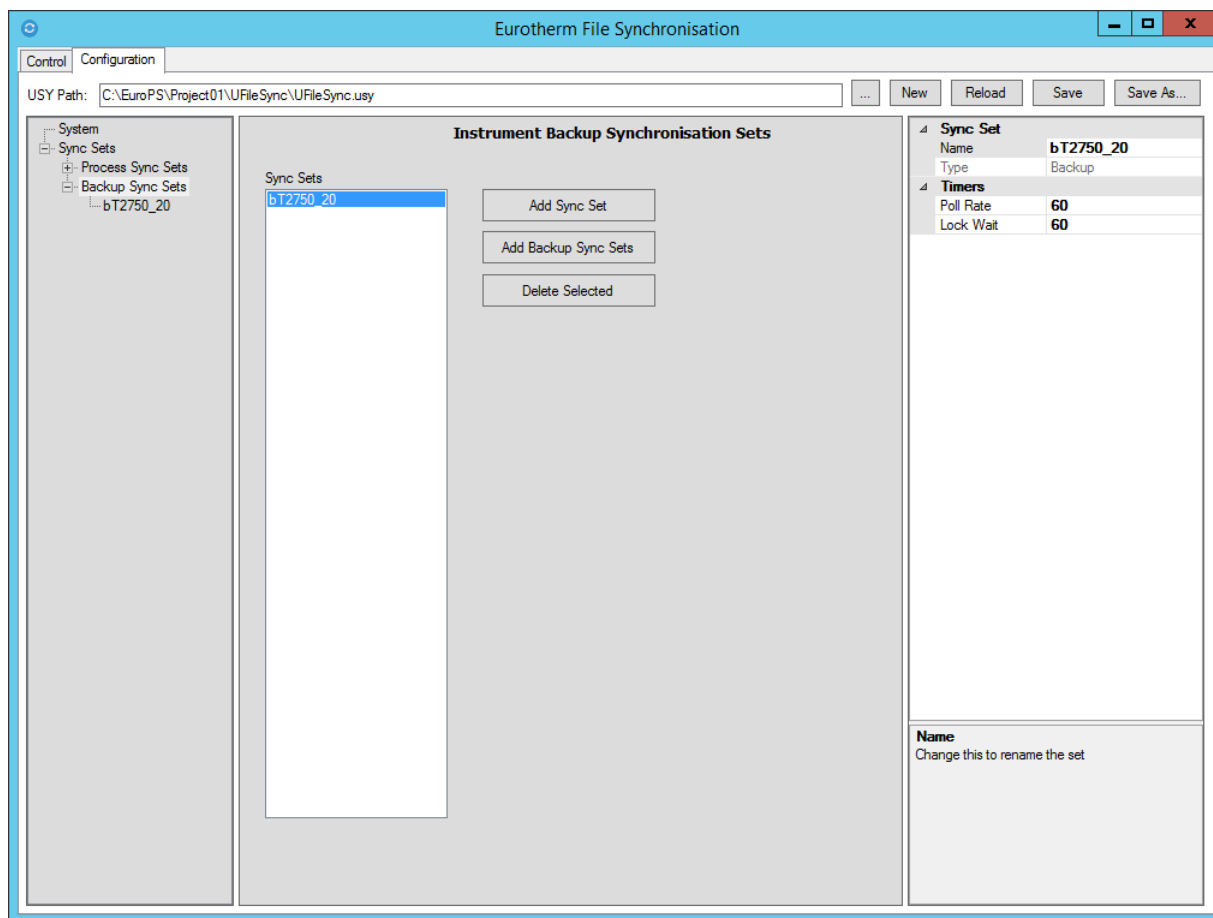 Eurotherm File Synchronisation
Control Configuration
USY Path: C:\EuroPS\Project01\UFileSync\UFileSync.usy ... New Reload Save Save As...
System
Sync Sets
Process Sync Sets
Backup Sync Sets
bT2750_20
Instrument Backup Synchronisation Sets
Sync Sets
bT2750_20
Add Sync Set
Add Backup Sync Sets
Delete Selected
Sync Set
Name bT2750_20
Type Backup
Timers
Poll Rate 60
Lock Wait 60
Name
Change this to rename the set